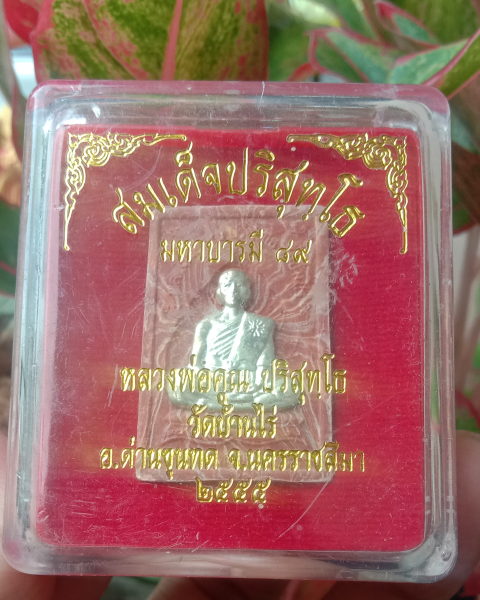 สมเด็จปริสุทฺโธ
มหาบารมี ๘๙
หลวงพ่อคูณ ปริสุทฺโธ
วัดบ้านไร่
อ.ด่านขุนทด จ.นครราชสีมา
๒๕๕๕